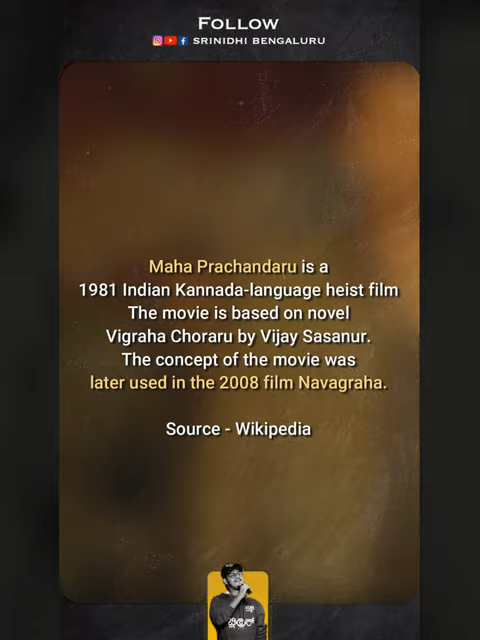 FOLLOW
SRINIDHI BENGALURU
Maha Prachandaru is a
1981 Indian Kannada-language heist film
The movie is based on novel
Vigraha Choraru by Vijay Sasanur.
The concept of the movie was
later used in the 2008 film Navagraha.
Source - Wikipedia